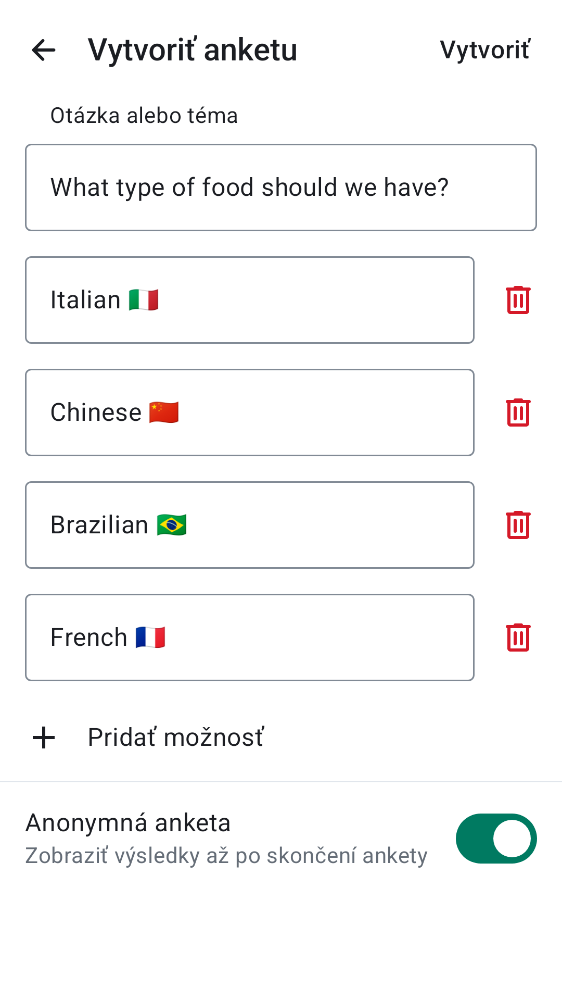 Vytvoriť anketu
Vytvoriť
Otázka alebo téma
What type of food should we have?
Italian 🇮🇹
Chinese 🇨🇳
Brazilian 🇧🇷
French 🇫🇷
Pridať možnosť
Anonymná anketa
Zobraziť výsledky až po skončení ankety